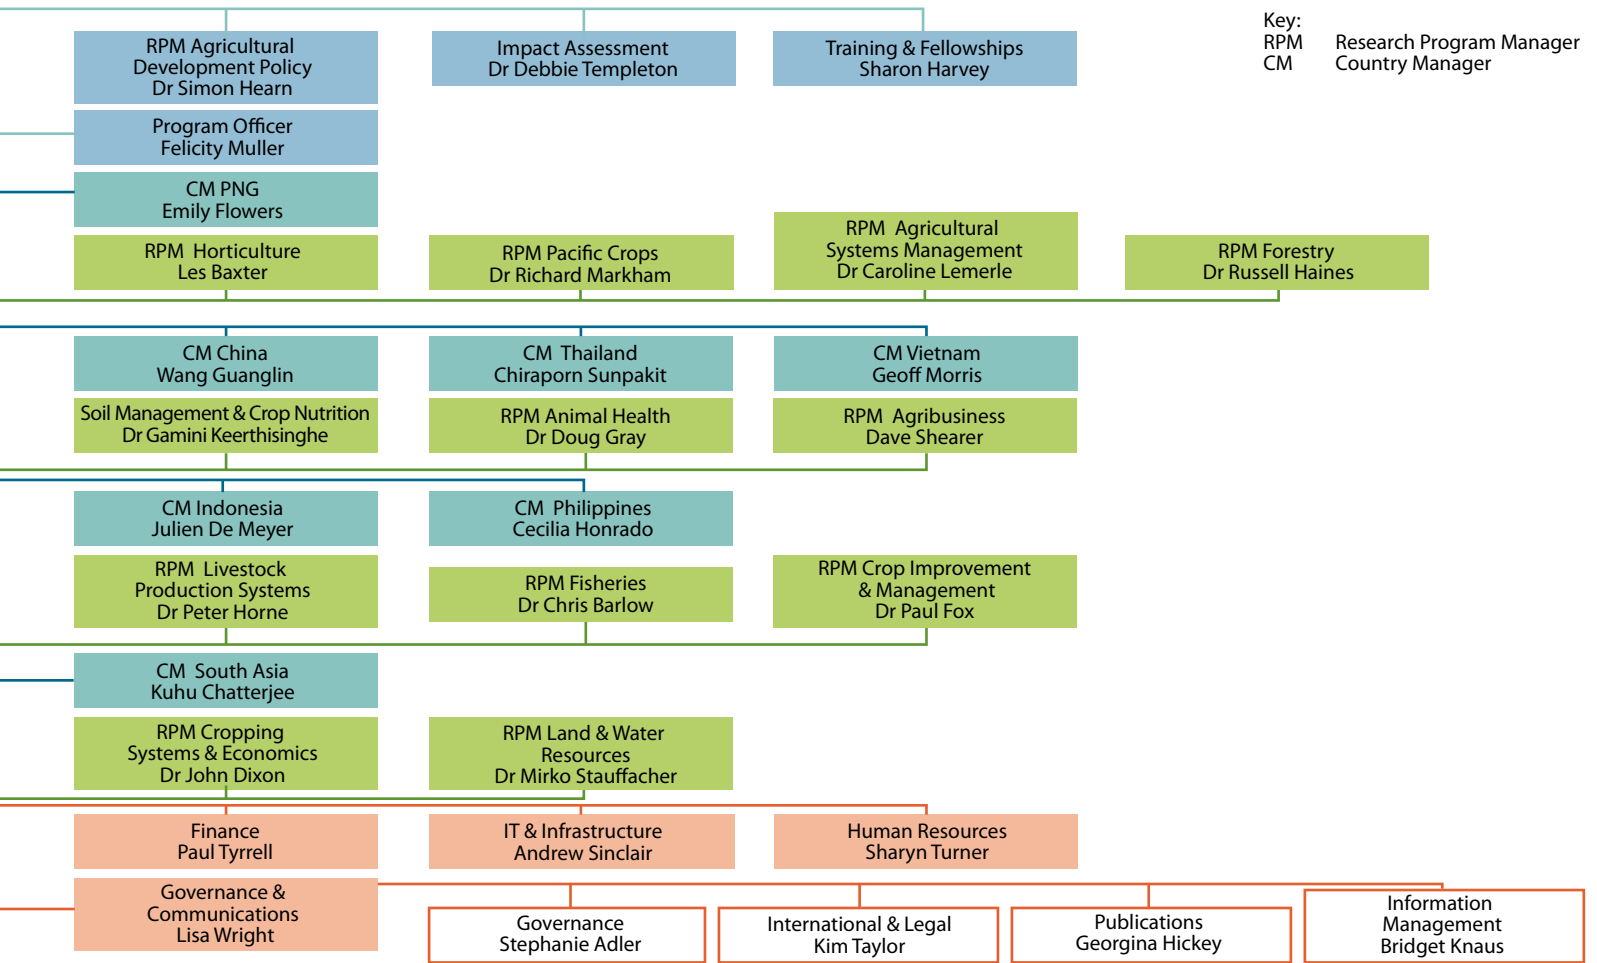 Key:
RPM Research Program Manager
CM Country Manager
RPM Agricultural
Development Policy
Dr Simon Hearn
Impact Assessment
Dr Debbie Templeton
Training & Fellowships
Sharon Harvey
Program Officer
Felicity Muller
CM PNG
Emily Flowers
RPM Horticulture
Les Baxter
RPM Pacific Crops
Dr Richard Markham
RPM Agricultural
Systems Management
Dr Caroline Lemerle
RPM Forestry
Dr Russell Haines
CM China
Wang Guanglin
CM Thailand
Chiraporn Sunpakit
CM Vietnam
Geoff Morris
Soil Management & Crop Nutrition
Dr Gamini Keerthisinghe
RPM Animal Health
Dr Doug Gray
RPM Agribusiness
Dave Shearer
CM Indonesia
Julien De Meyer
CM Philippines
Cecilia Honrado
RPM Livestock
Production Systems
Dr Peter Horne
RPM Fisheries
Dr Chris Barlow
RPM Crop Improvement
& Management
Dr Paul Fox
CM South Asia
Kuhu Chatterjee
RPM Cropping
Systems & Economics
Dr John Dixon
RPM Land & Water
Resources
Dr Mirko Stauffacher
Finance
Paul Tyrrell
IT & Infrastructure
Andrew Sinclair
Human Resources
Sharyn Turner
Governance &
Communications
Lisa Wright
Governance
Stephanie Adler
International & Legal
Kim Taylor
Publications
Georgina Hickey
Information
Management
Bridget Knaus